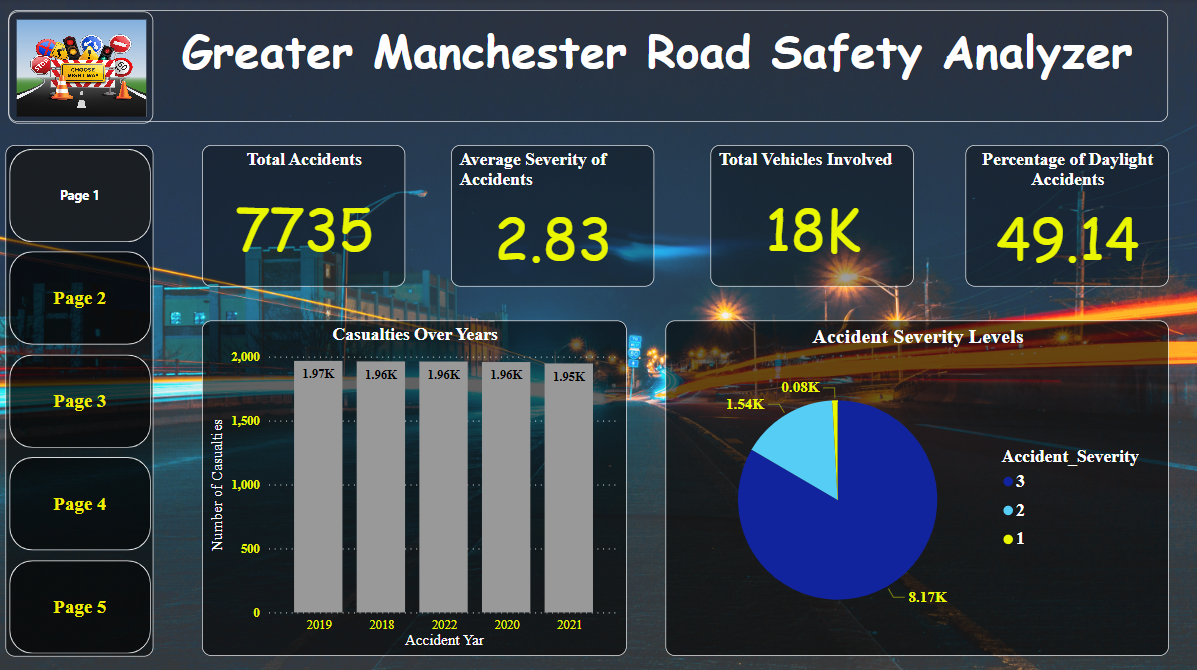 Greater Manchester Road Safety Analyzer
CHOOSE
RIGHT WAY
Page 1
Page 2
Page 3
Page 4
Page 5
Total Accidents
7735
Average Severity of
Accidents
2.83
Total Vehicles Involved
18K
Percentage of Daylight
Accidents
49.14
Casualties Over Years
Number of Casualties
2,000
1,500
1,000
500
0
1.97K
1.96K
1.96K
1.96K
1.95K
2019
2018
2022
2020
2021
Accident Yar
Accident Severity Levels
0.08K
1.54K
8.17K
Accident_Severity
3
2
1